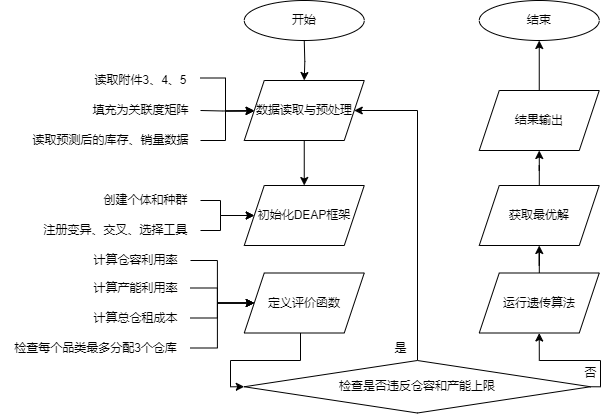 开始
读取附件3、4、5
填充为关联度矩阵
读取预测后的库存、销量数据
数据读取与预处理
创建个体和种群
注册变异、交叉、选择工具
初始化DEAP框架
计算仓容利用率
计算产能利用率
计算总仓租成本
检查每个品类最多分配3个仓库
定义评价函数
是
检查是否违反仓容和产能上限
否
运行遗传算法
获取最优解
结果输出
结束